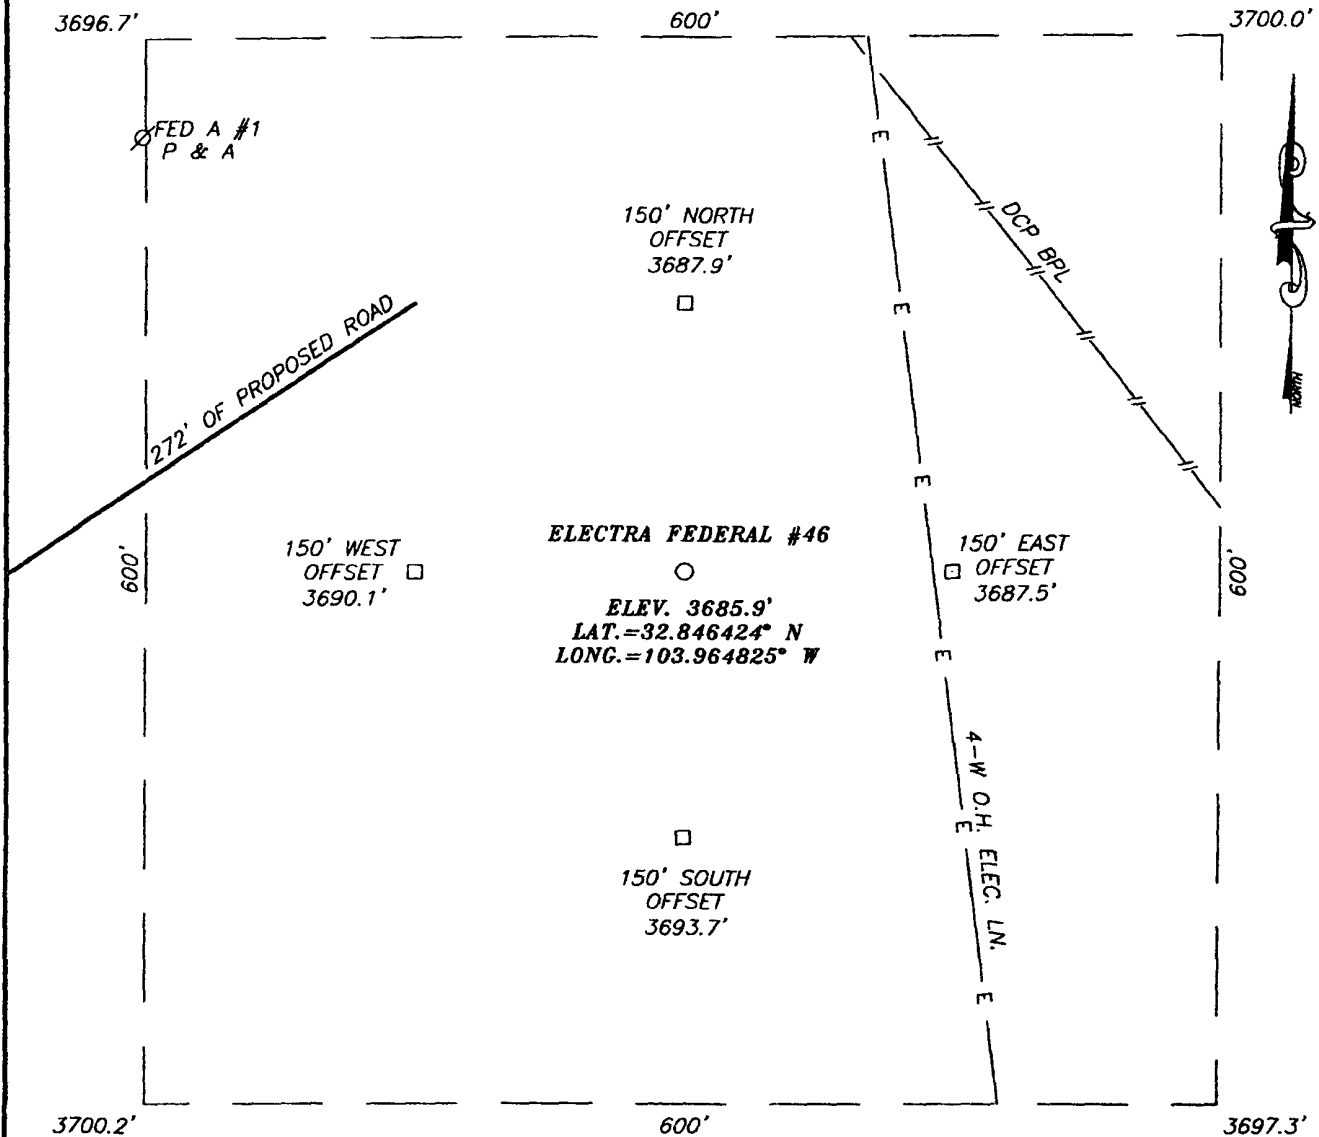 3696.7'
600'
3700.0'
FED A #1
P & A
150' NORTH
OFFSET
3687.9'
DCP BPL
NORTH
272' OF PROPOSED ROAD
E
E
E
600'
150' WEST
OFFSET
3690.1'
ELECTRA FEDERAL #46
ELEV. 3685.9'
LAT.=32.846424° N
LONG.=103.964825° W
150' EAST
OFFSET
3687.5'
600'
E
4-W O.H. ELEC. LN.
E
E
150' SOUTH
OFFSET
3693.7'
3700.2'
600'
3697.3'